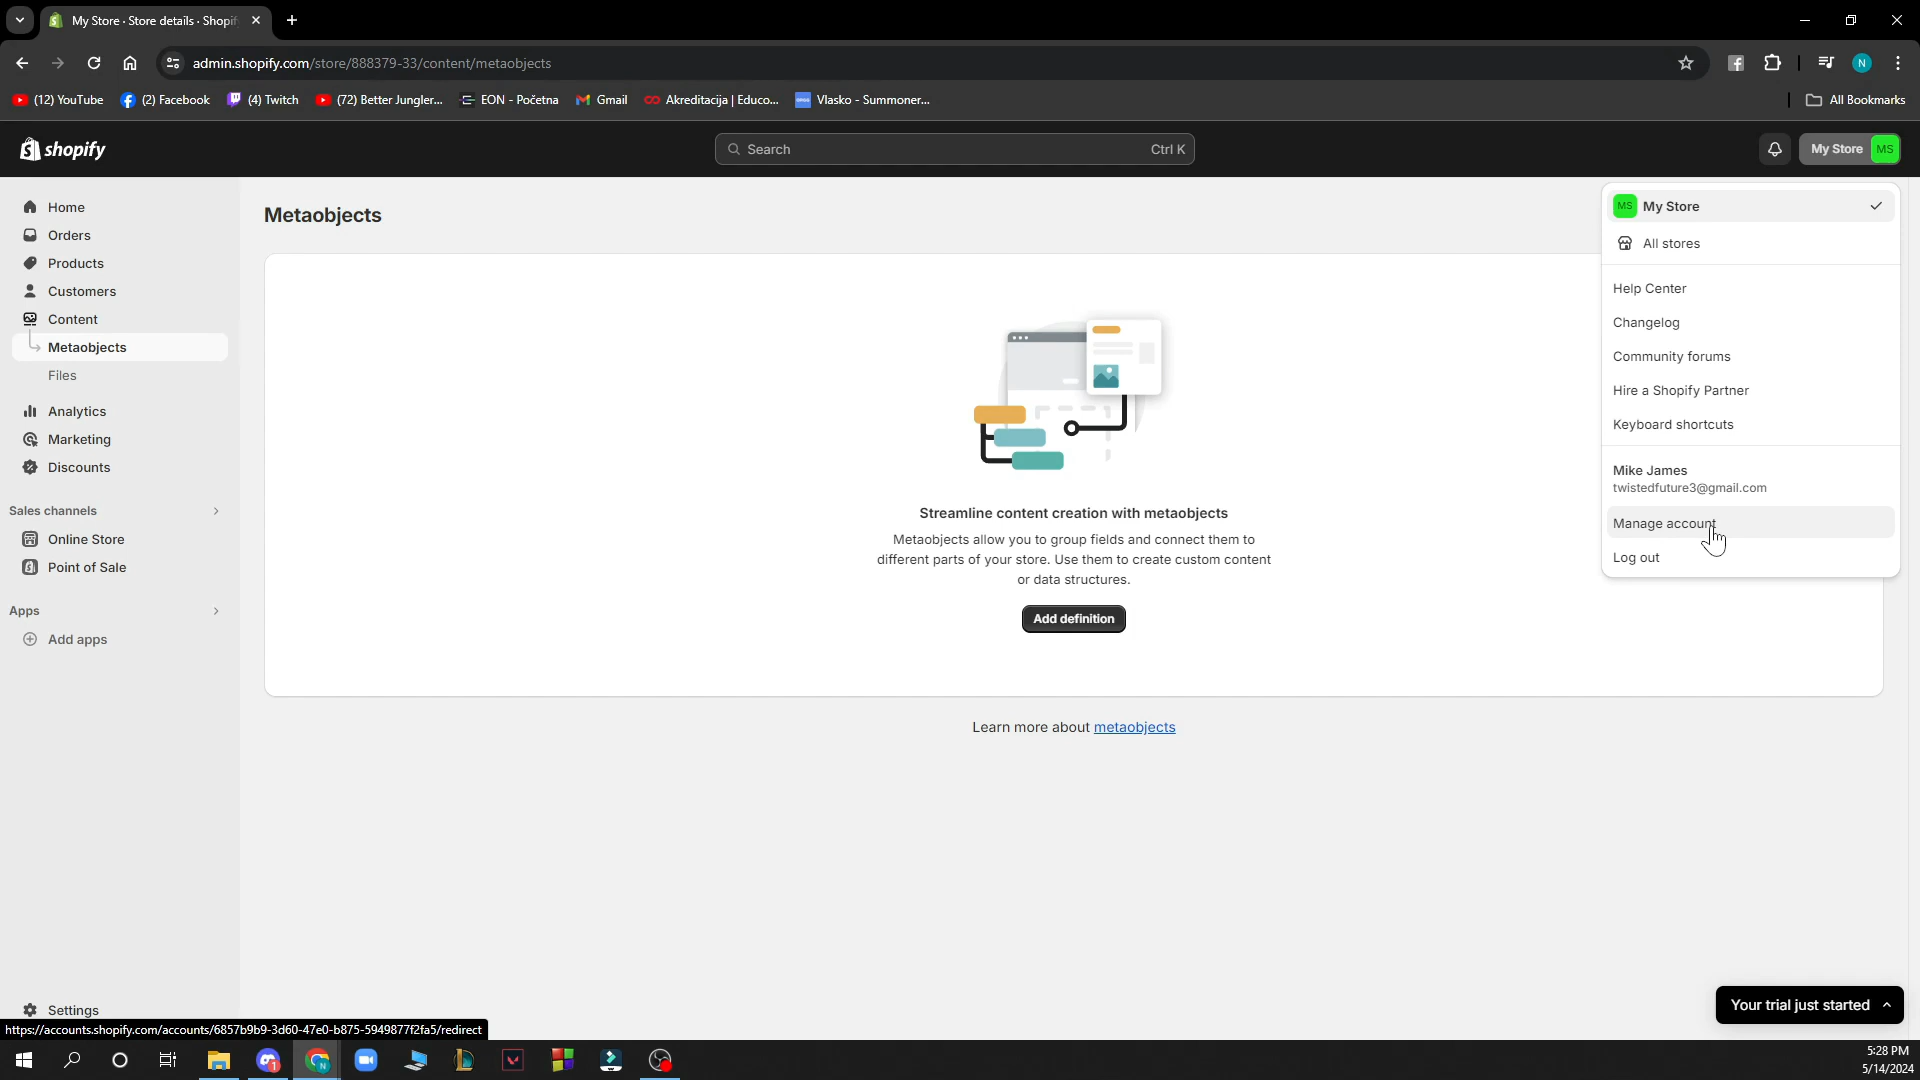 My Store · Store details · Shopif
admin.shopify.com/store/888379-33/content/metaobjects
N
(12) YouTube
(2) Facebook
(4) Twitch
(72) Better Jungler...
EON - Početna
Gmail
Akreditacija | Educo...
Vlasko - Summoner...
All Bookmarks
shopify
Search
Ctrl K
My Store
MS
Home
Orders
Products
Customers
Content
Metaobjects
Files
Analytics
Marketing
Discounts
Sales channels
Online Store
Point of Sale
Apps
Add apps
Settings
Metaobjects
Streamline content creation with metaobjects
Metaobjects allow you to group fields and connect them to
different parts of your store. Use them to create custom content
or data structures.
Add definition
Learn more about metaobjects
MS
My Store
All stores
Help Center
Changelog
Community forums
Hire a Shopify Partner
Keyboard shortcuts
Mike James
twistedfuture3@gmail.com
Manage account
Log out
Your trial just started
https://accounts.shopify.com/accounts/6857b9b9-3d60-47e0-b875-5949877f2fa5/redirect
5:28 PM
5/14/2024